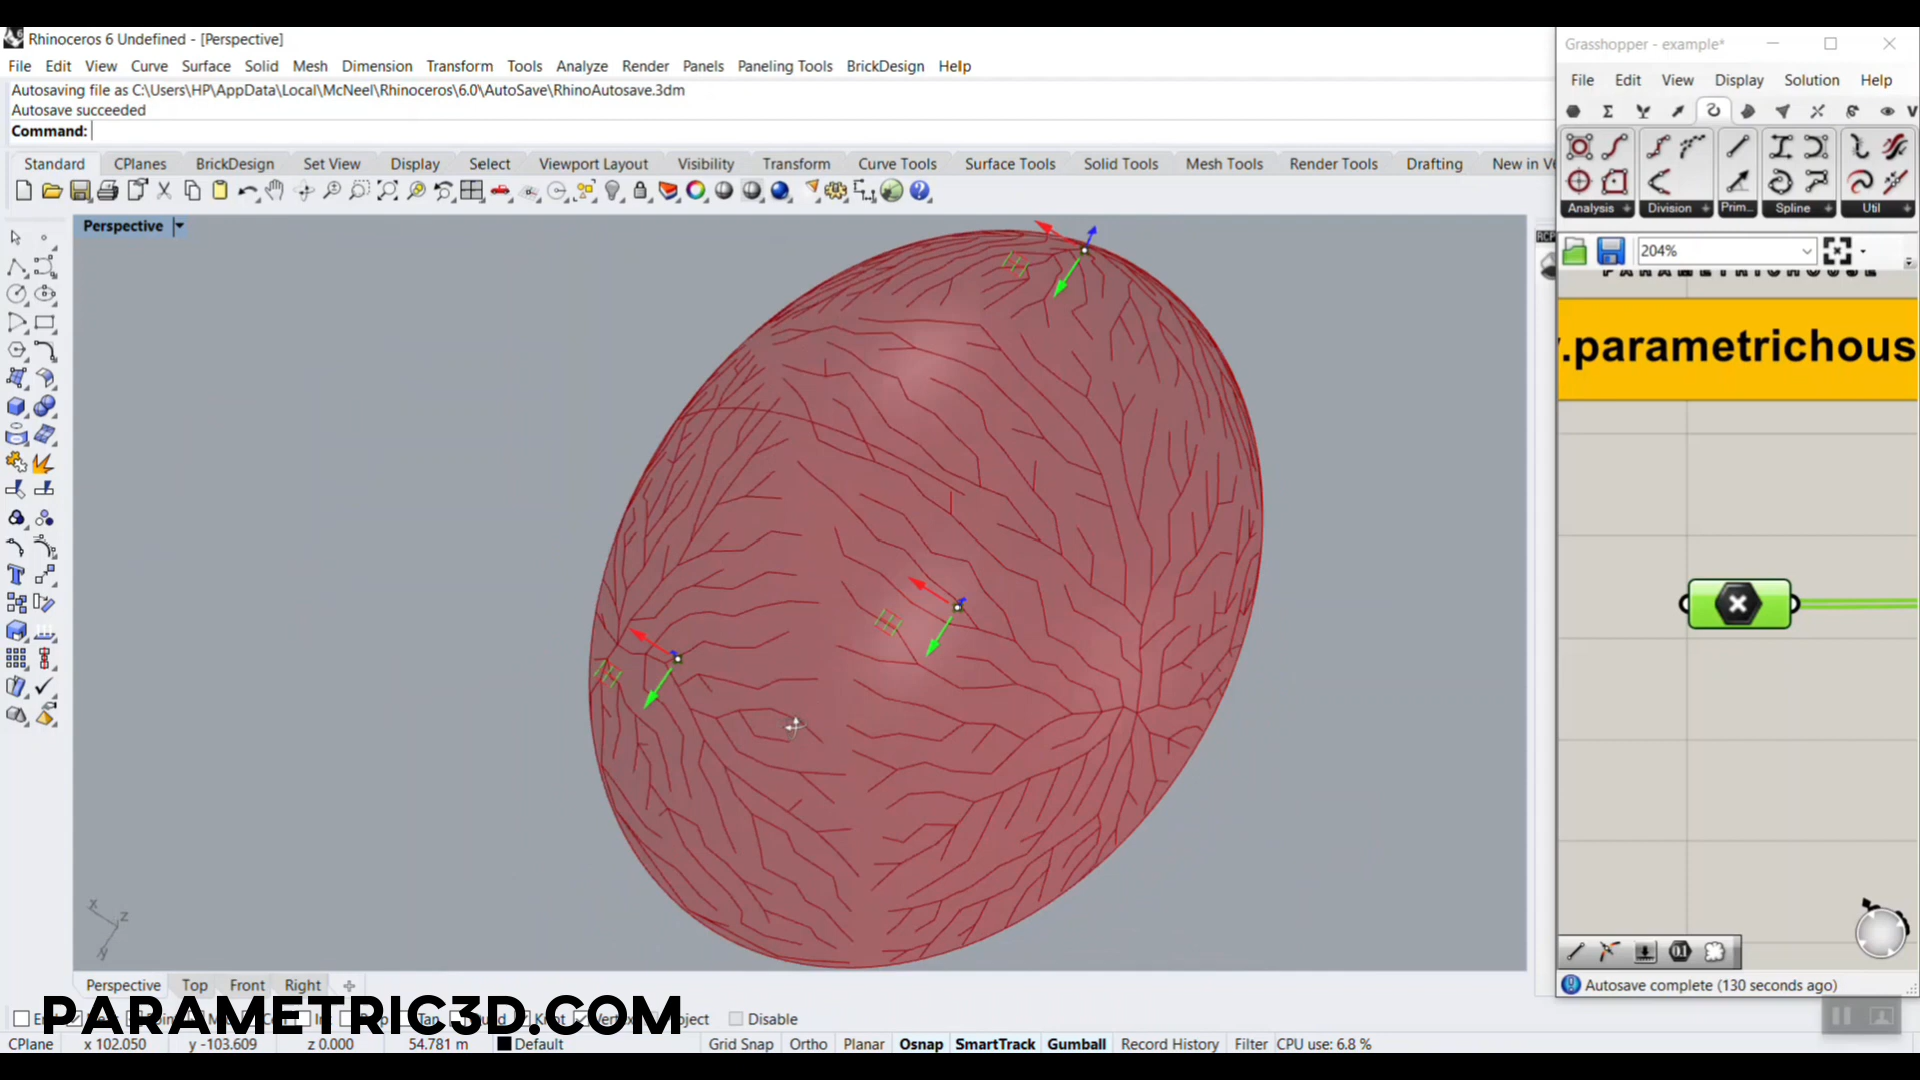 Rhinoceros 6 Undefined - [Perspective]
File Edit View Curve Surface Solid Mesh Dimension Transform Tools Analyze Render Panels Paneling Tools BrickDesign Help
Autosaving file as C:\Users\HP\AppData\Local\McNeel\Rhinoceros\6.0\AutoSave\RhinoAutosave.3dm
Autosave succeeded
Command:
Standard CPlanes BrickDesign Set View Display Select Viewport Layout Visibility Transform Curve Tools Surface Tools Solid Tools Mesh Tools Render Tools Drafting New in V
Perspective
x
z
y
Perspective Top Front Right
PARAMETRIC3D.COM
Disable
CPlane x 102.050 y -103.609 z 0.000 54.781 m Default Grid Snap Ortho Planar Osnap SmartTrack Gumball Record History Filter CPU use: 6.8 %
Grasshopper - example*
File Edit View Display Solution Help
Analysis Division Prim... Spline Util
204%
.parametrichous
Autosave complete (130 seconds ago)